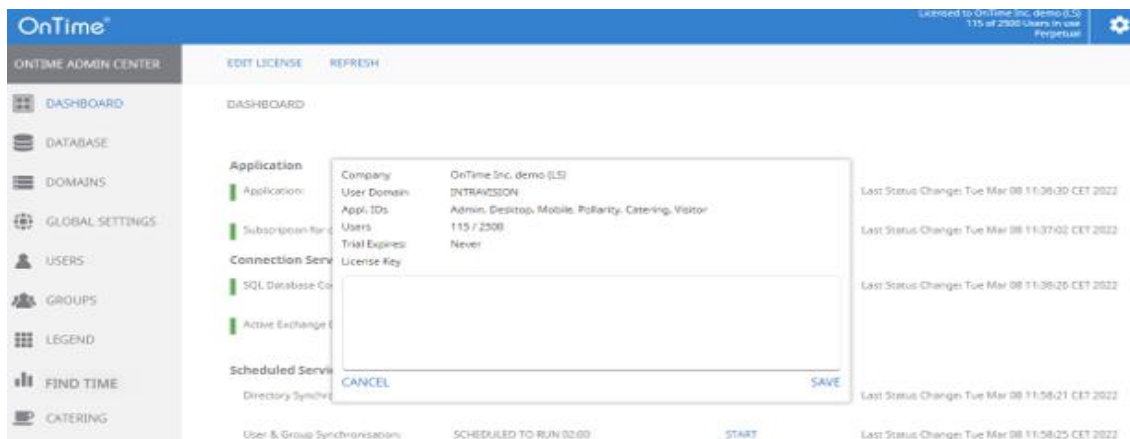 OnTime®
Licensed to OnTime Inc. demo (LS)
115 of 2500 Users in use
Perpetual
ONTIME ADMIN CENTER
EDIT LICENSE REFRESH
DASHBOARD
DASHBOARD
DATABASE
DOMAINS
GLOBAL SETTINGS
USERS
GROUPS
LEGEND
FIND TIME
CATERING
Application
Application:
Last Status Change: Tue Mar 08 11:36:30 CET 2022
Subscription for
Last Status Change: Tue Mar 08 11:37:02 CET 2022
Connection Serv
SQL Database Co
Last Status Change: Tue Mar 08 11:36:26 CET 2022
Active Exchange
Scheduled Servi
Directory Synchro
Last Status Change: Tue Mar 08 11:58:21 CET 2022
User & Group Synchronisation: SCHEDULED TO RUN 02:00 START Last Status Change: Tue Mar 08 11:58:25 CET 2022
Company OnTime Inc. demo (LS)
User Domain INTRAVISION
Appl. IDs Admin, Desktop, Mobile, Pollarity, Catering, Visitor
Users 115 / 2500
Trial Expires: Never
License Key
CANCEL SAVE